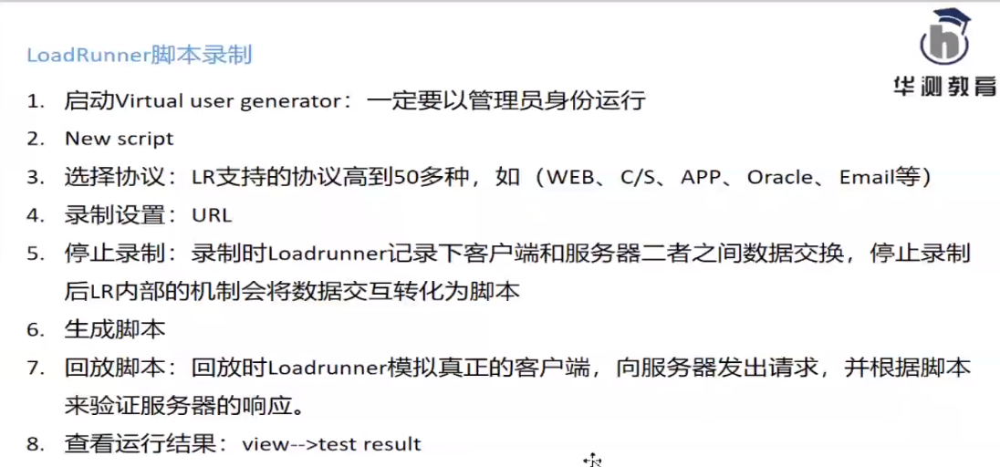 LoadRunner脚本录制
华测教育
1. 启动Virtual user generator：一定要以管理员身份运行
2. New script
3. 选择协议：LR支持的协议高到50多种，如（WEB、C/S、APP、Oracle、Email等）
4. 录制设置：URL
5. 停止录制：录制时Loadrunner记录下客户端和服务器二者之间数据交换，停止录制
后LR内部的机制会将数据交互转化为脚本
6. 生成脚本
7. 回放脚本：回放时Loadrunner模拟真正的客户端，向服务器发出请求，并根据脚本
来验证服务器的响应。
8. 查看运行结果：view-->test result